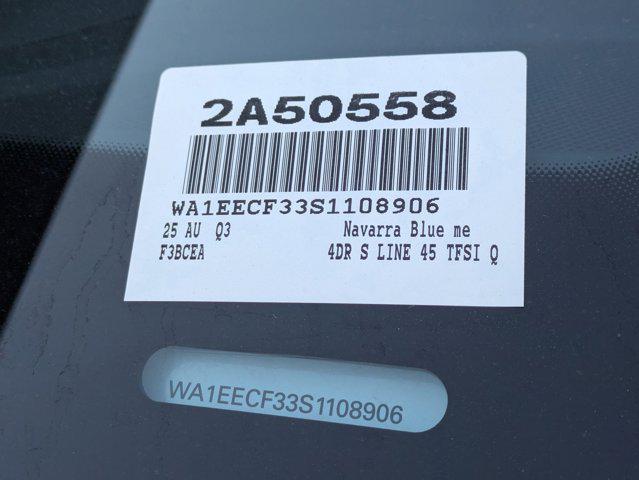 2A50558
WA1EECF33S1108906
25 AU Q3 Navarra Blue me
F3BCEA 4DR S LINE 45 TFSI Q
WA1EECF33S1108906